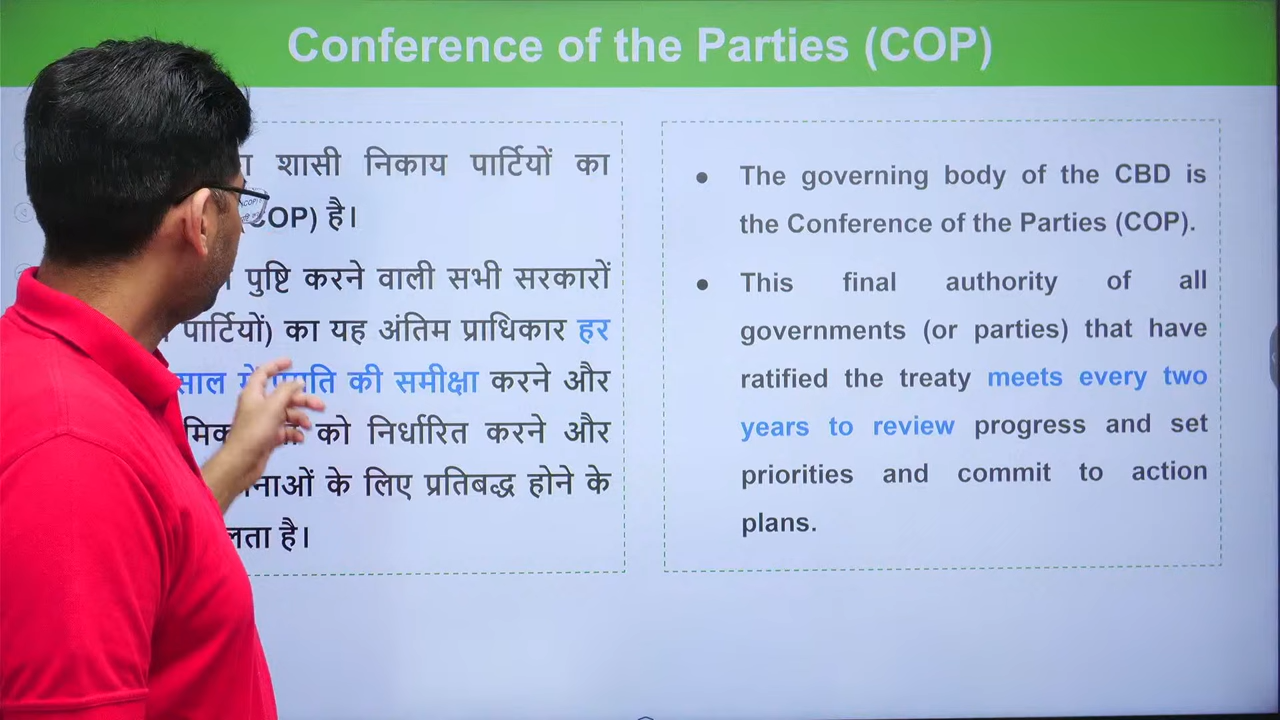 Conference of the Parties (COP)
शासी निकाय पार्टियों का
COP) है।
पुष्टि करने वाली सभी सरकारों
पार्टियों) का यह अंतिम प्राधिकार हर
साल की समीक्षा करने और
को निर्धारित करने और
के लिए प्रतिबद्ध होने के
है।
● The governing body of the CBD is
the Conference of the Parties (COP).
● This final authority of all
governments (or parties) that have
ratified the treaty meets every two
years to review progress and set
priorities and commit to action
plans.